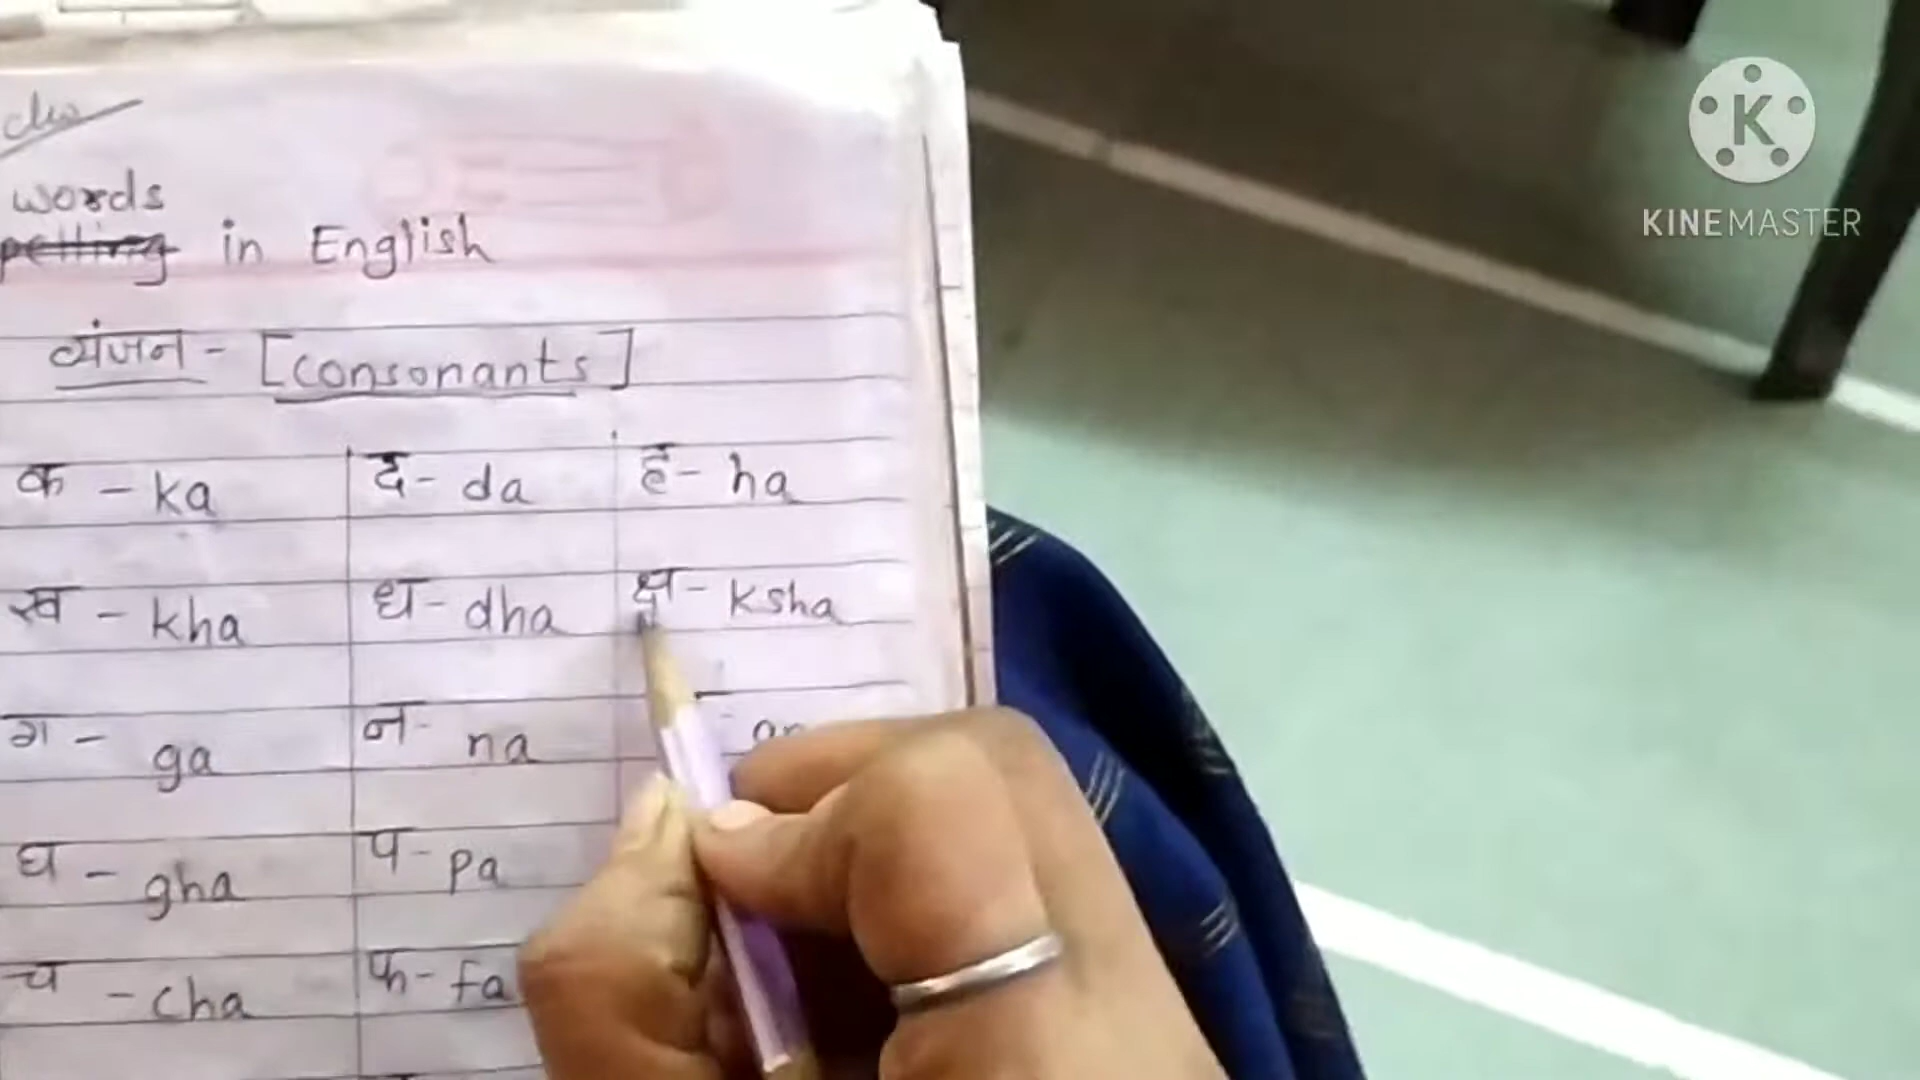 words
in English
व्यंजन - [consonants]
क - ka द - da ह - ha
ख - kha ध - dha क्ष - ksha
ग - ga न - na
घ - gha प - pa
च - cha फ - fa
KINEMASTER